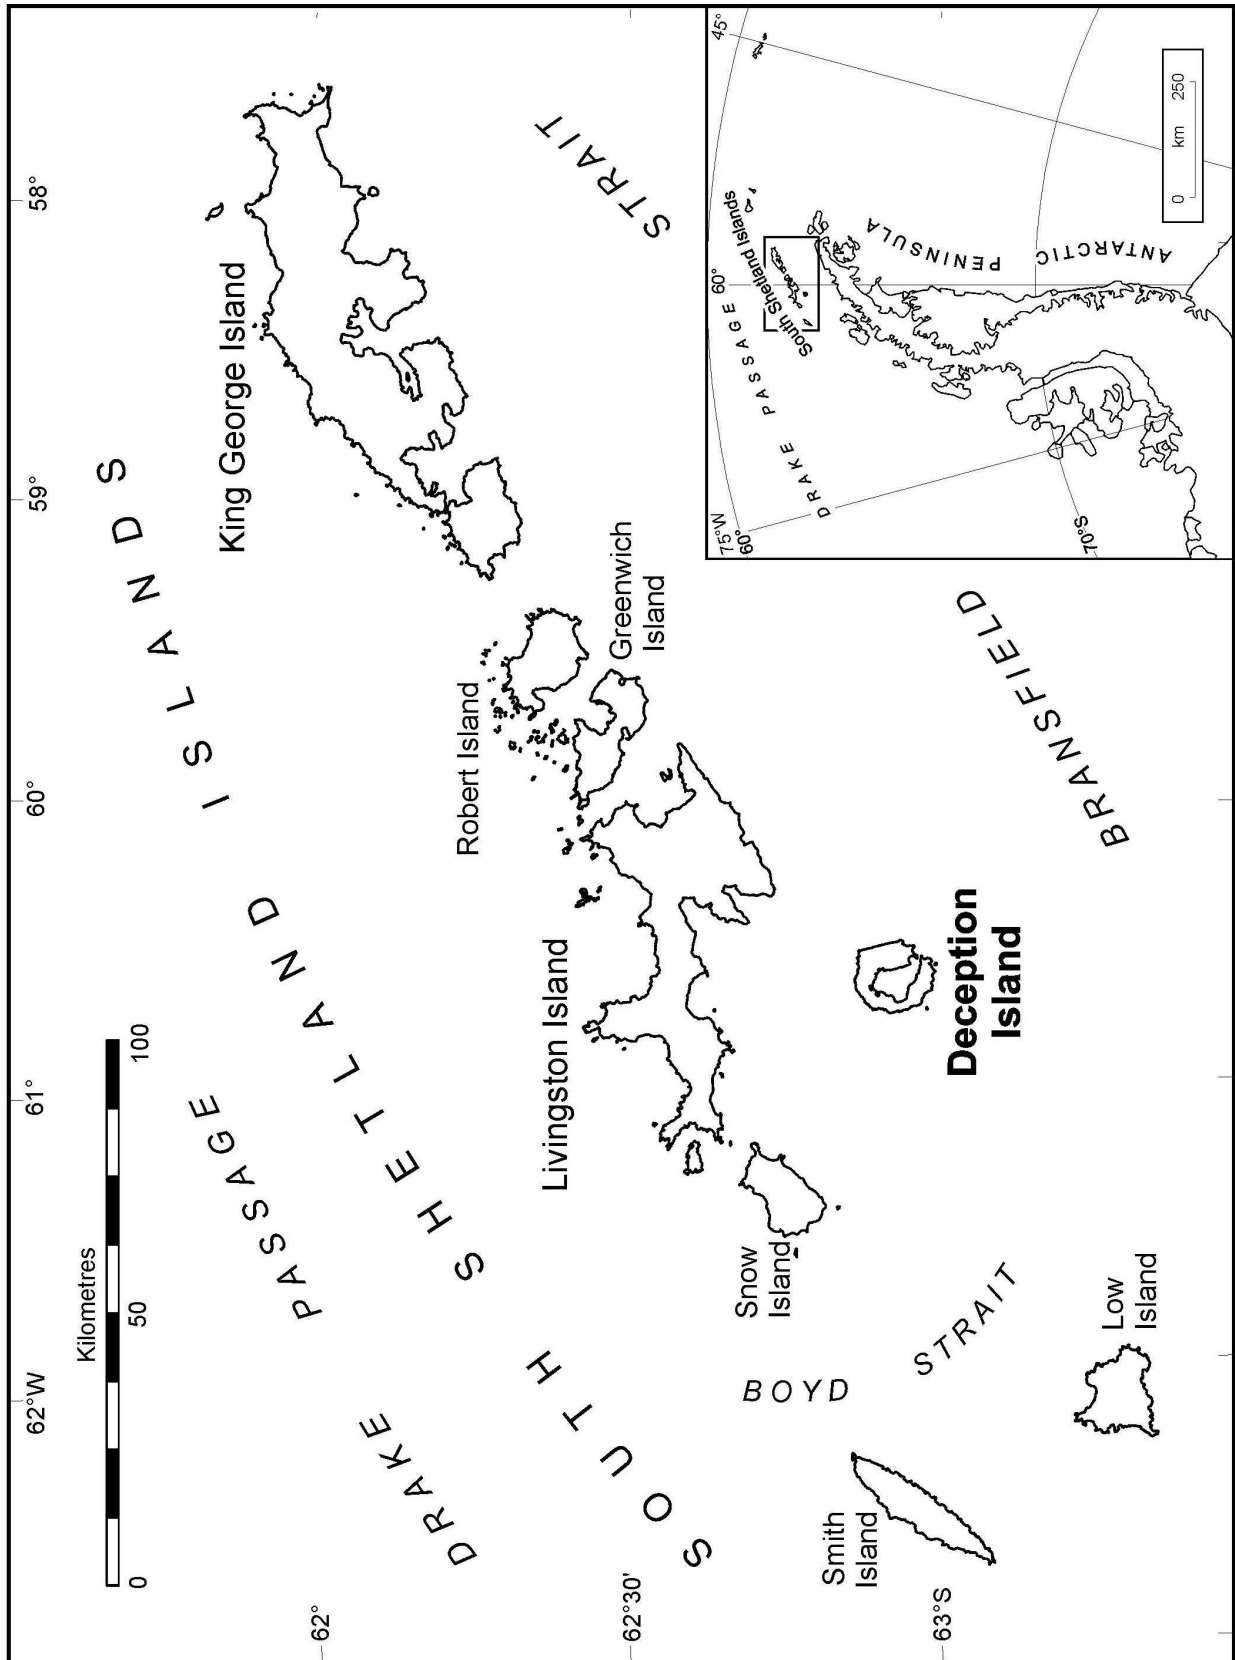 62°W
61°
60°
59°
58°
Kilometres
0
50
100
DRAKE PASSAGE
SOUTH SHETLAND ISLANDS
King George Island
Robert Island
Greenwich
Island
Livingston Island
Snow
Island
Smith
Island
BOYD
STRAIT
Low
Island
Deception
Island
BRANSFIELD STRAIT
62°
62°30'
63°S
75°W
60°
60°
45°
DRAKE PASSAGE
South Shetland Islands
ANTARCTIC
PENINSULA
70°S
0
km
250